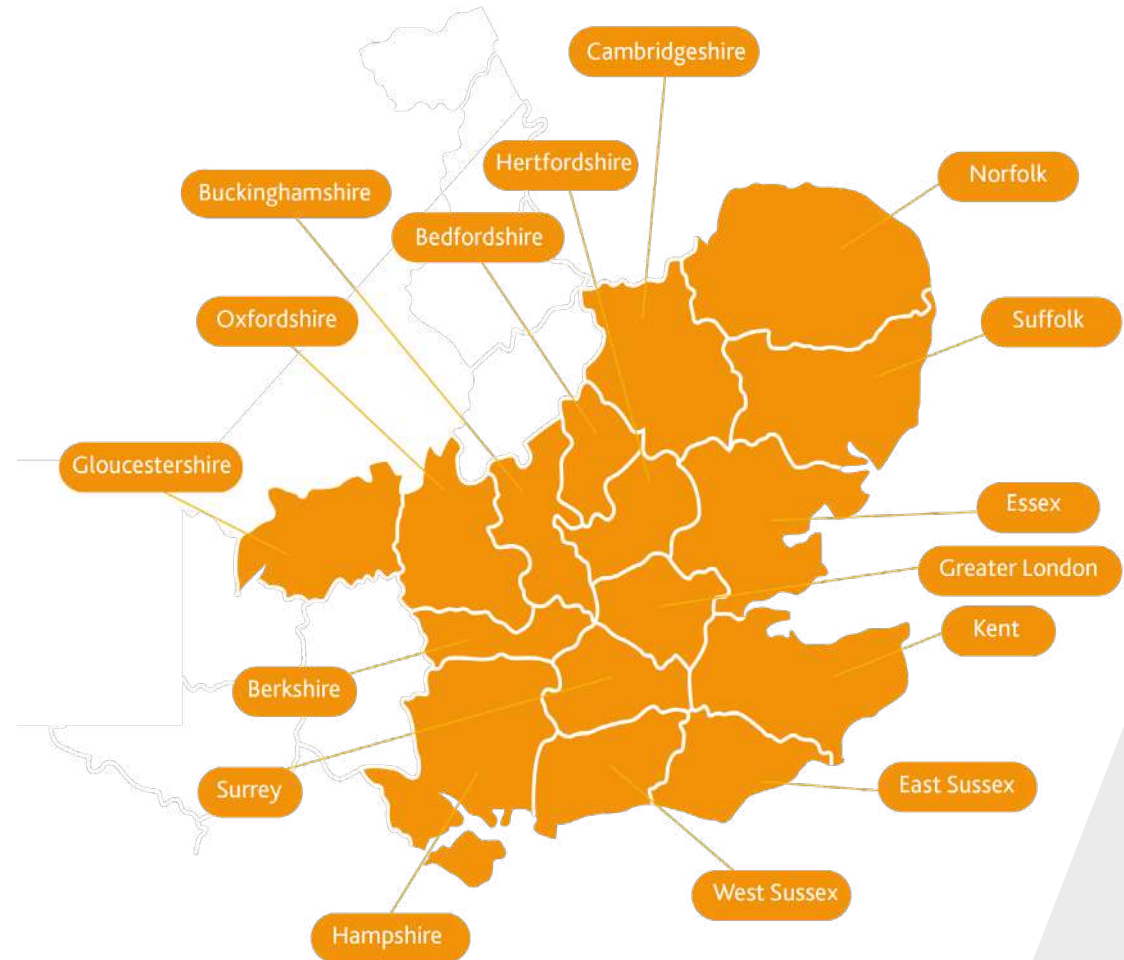 Cambridgeshire
Hertfordshire
Norfolk
Buckinghamshire
Bedfordshire
Oxfordshire
Suffolk
Gloucestershire
Essex
Greater London
Kent
Berkshire
Surrey
East Sussex
West Sussex
Hampshire